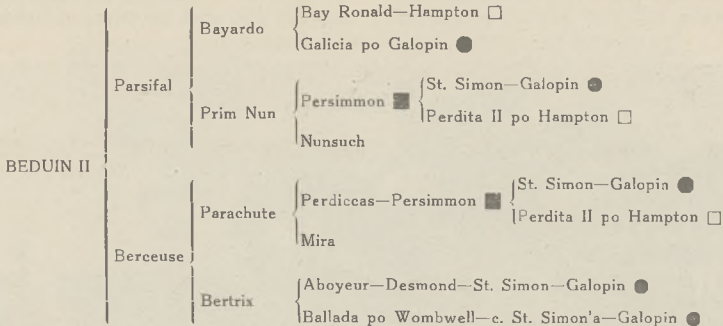 Bay Ronald—Hampton □
Bayardo
Galicia po Galopin ●
Parsifal
St. Simon—Galopin ●
Persimmon ■
Prim Nun
Perdita II po Hampton □
Nunsuch
BEDUIN II
St. Simon—Galopin ●
Perdiccas—Persimmon ■
Parachute
Perdita II po Hampton □
Mira
Berceuse
Aboyeur—Desmond—St. Simon—Galopin ●
Bertrix
Ballada po Wombwell—c. St. Simon'a—Galopin ●